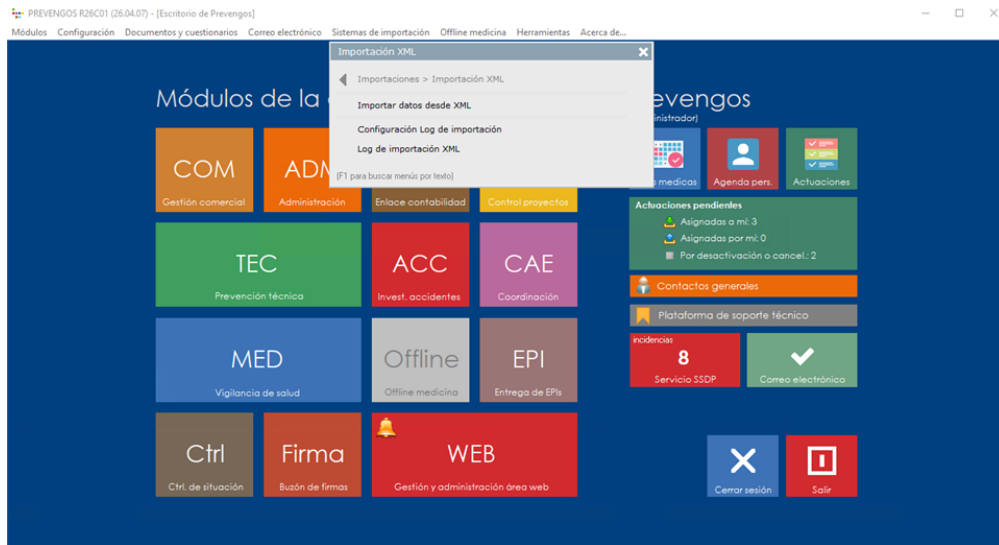 PREVENGOS R26C01 (26.04.07) - [Escritorio de Prevengos]
Módulos Configuración Documentos y cuestionarios Correo electrónico Sistemas de importación Offline medicina Herramientas Acerca de...
Importación XML
Importaciones > Importación XML
Importar datos desde XML
Configuración Log de importación
Log de importación XML
(F1 para buscar menús por texto)
Módulos de la
COM
Gestión comercial
Administración
Enlace contabilidad
Control proyectos
TEC
Prevención técnica
ACC
Invest. accidentes
CAE
Coordinación
MED
Vigilancia de salud
Offline
Offline medicina
EPI
Entrega de EPIs
Ctrl
Ctrl. de situación
Firma
Buzón de firmas
WEB
Gestión y administración área web
evengos
inistrador)
medicas
Agenda pers.
Actuaciones
Actuaciones pendientes
Asignadas a mí: 3
Asignadas por mí: 0
Por desactivación o cancel.: 2
Contactos generales
Plataforma de soporte técnico
incidencias
8
Servicio SSDP
Correo electrónico
Cerrar sesión
Salir